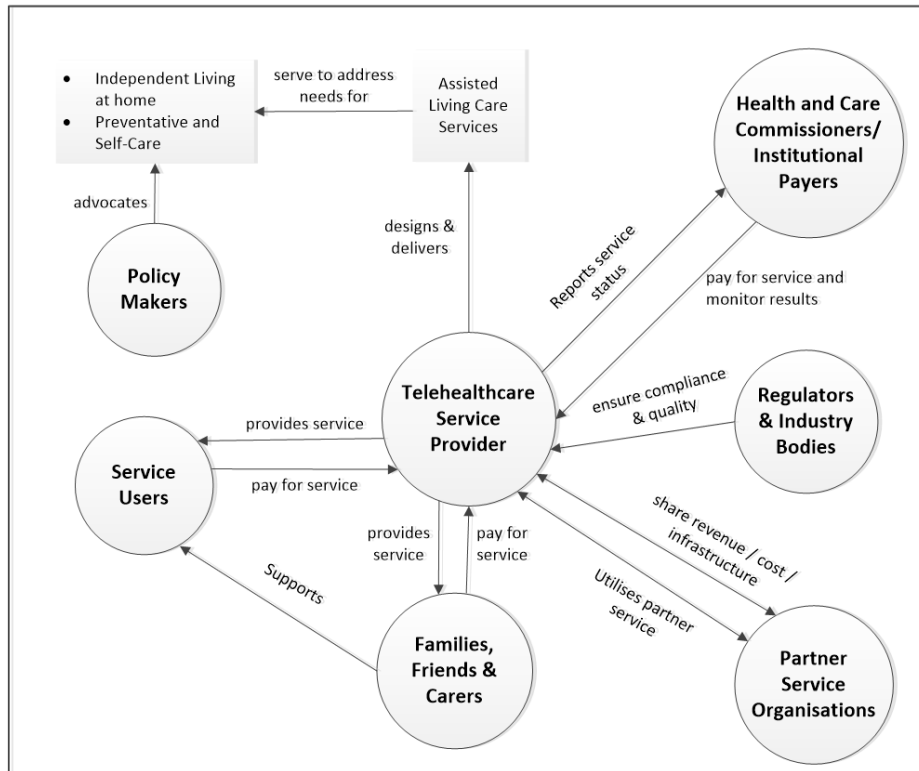 • Independent Living
at home
• Preventative and
Self-Care
serve to address
needs for
Assisted
Living Care
Services
Health and Care
Commissioners/
Institutional
Payers
advocates
designs &
delivers
Policy
Makers
Reports service
status
pay for service and
monitor results
Telehealthcare
Service
Provider
ensure compliance
& quality
Regulators
& Industry
Bodies
provides service
Service
Users
pay for service
provides
service
pay for
service
share revenue / cost /
infrastructure
Utilises partner
service
Supports
Families,
Friends &
Carers
Partner
Service
Organisations